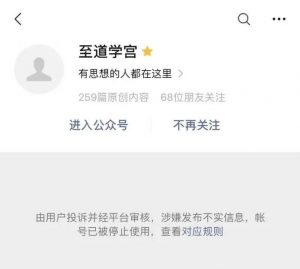 至道学宫
有思想的人都在这里
259篇原创内容 68位朋友关注
进入公众号 不再关注
由用户投诉并经平台审核，涉嫌发布不实信息，帐
号已被停止使用，查看对应规则